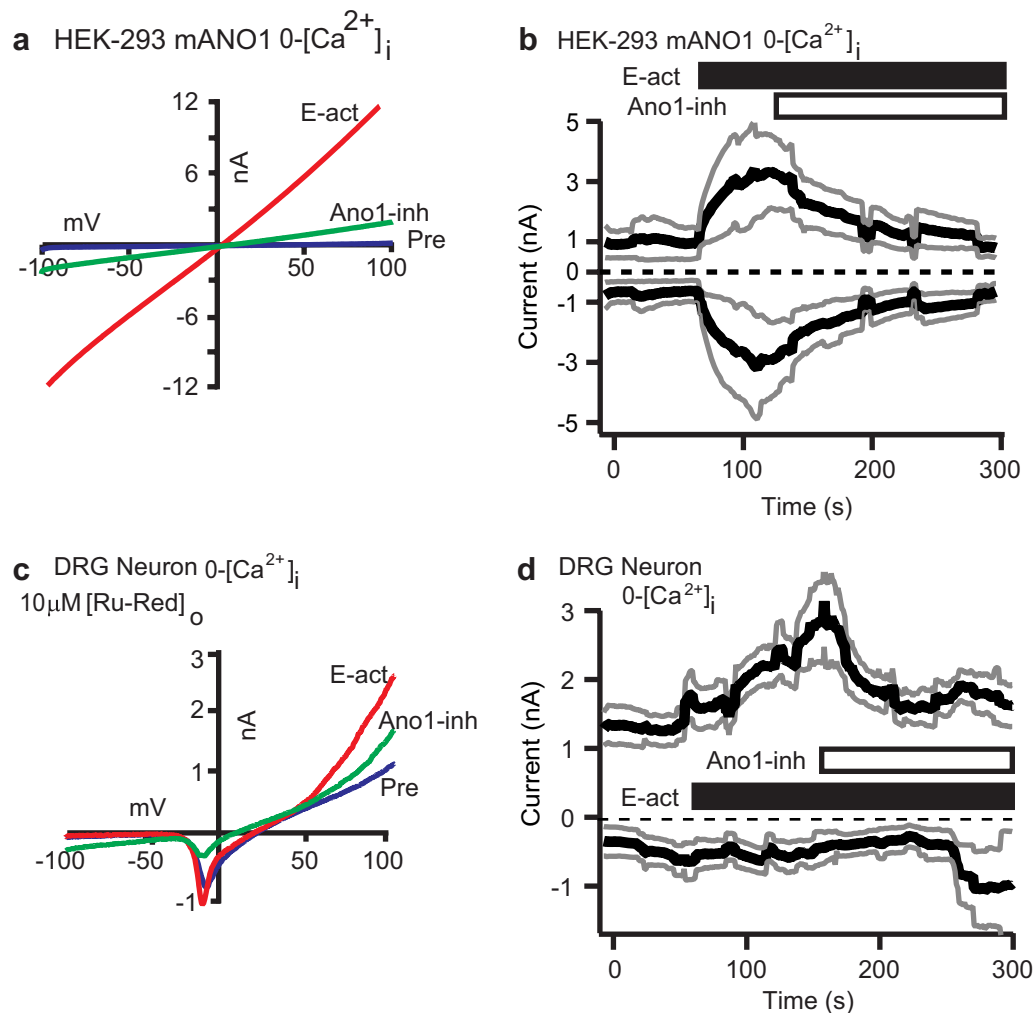 a HEK-293 mANO1 0-[Ca2+]i
12
E-act
6
nA
mV
Ano1-inh
Pre
-100
-50
50
100
-6
-12
b HEK-293 mANO1 0-[Ca2+]i
E-act
Ano1-inh
5
3
1
0
-1
-3
-5
Current (nA)
0
100
200
300
Time (s)
c DRG Neuron 0-[Ca2+]i
10μM [Ru-Red]o
3
E-act
2
nA
Ano1-inh
1
Pre
mV
-100
-50
50
100
-1
d DRG Neuron
0-[Ca2+]i
3
2
1
Ano1-inh
E-act
0
-1
Current (nA)
0
100
200
300
Time (s)